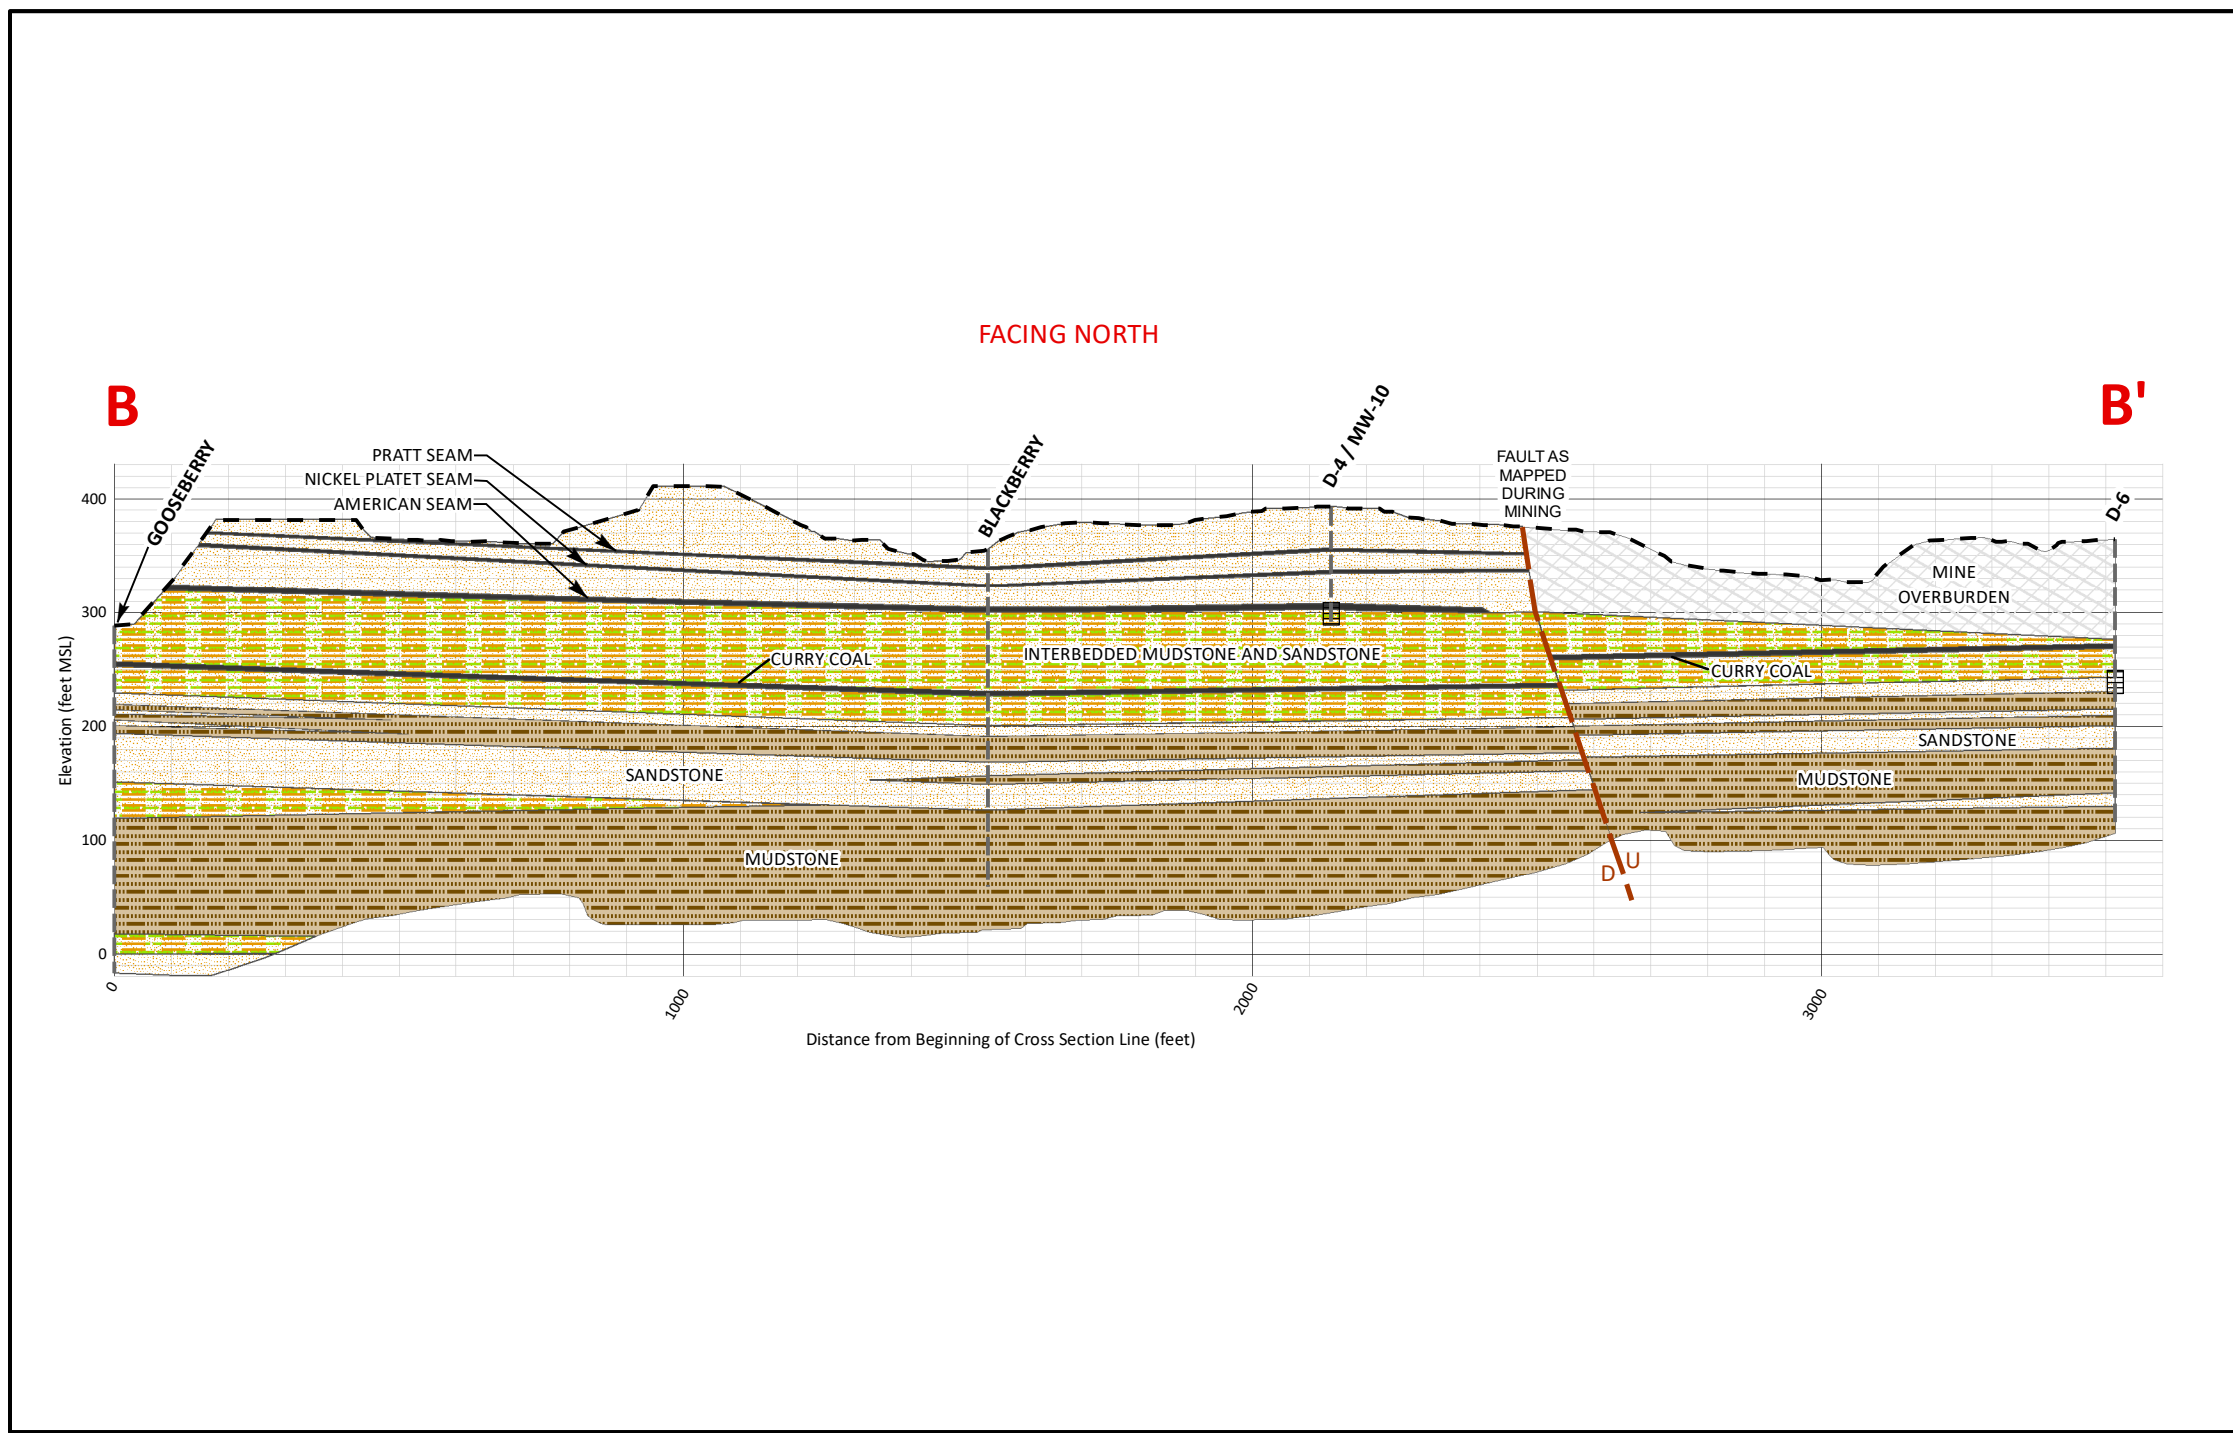 FACING NORTH
B
B'
GOOSEBERRY
PRATT SEAM
NICKEL PLATET SEAM
AMERICAN SEAM
BLACKBERRY
D-4 / MW-10
FAULT AS
MAPPED
DURING
MINING
D-6
400
300
200
100
0
Elevation (feet MSL)
MINE
OVERBURDEN
INTERBEDDED MUDSTONE AND SANDSTONE
CURRY COAL
CURRY COAL
SANDSTONE
SANDSTONE
MUDSTONE
MUDSTONE
D
U
0
1000
2000
3000
Distance from Beginning of Cross Section Line (feet)